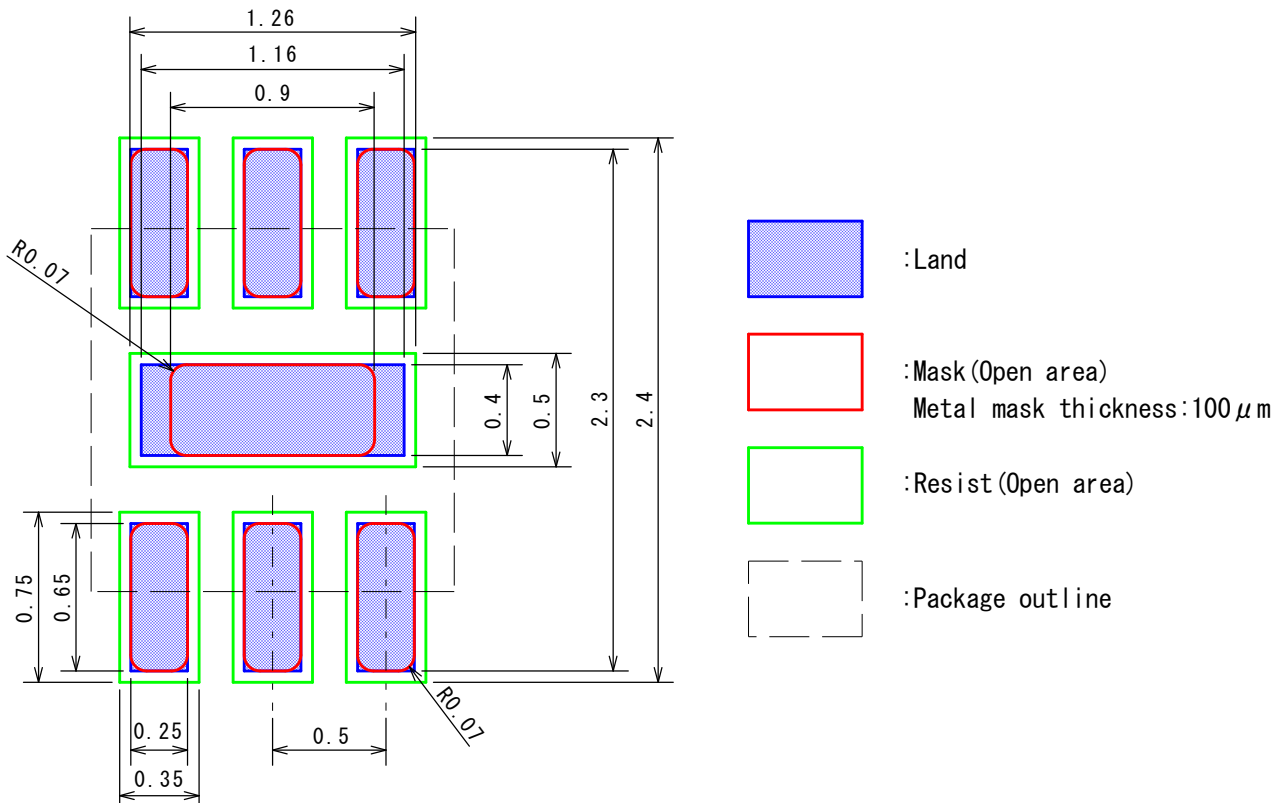 1.26
1.16
0.9
R0.07
:Land
:Mask(Open area)
Metal mask thickness:100μm
0.4
0.5
2.3
2.4
:Resist(Open area)
0.75
0.65
:Package outline
R0.07
0.25
0.5
0.35